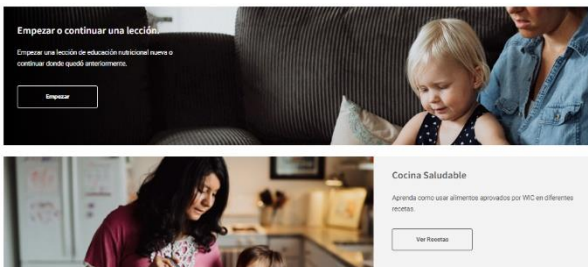 Empezar o continuar una lección.
Empezar una lección de educación nutricional nueva o
continuar donde quedó anteriormente.
Empezar
Cocina Saludable
Aprenda como usar alimentos aprovados por WIC en diferentes
recetas.
Ver Recetas